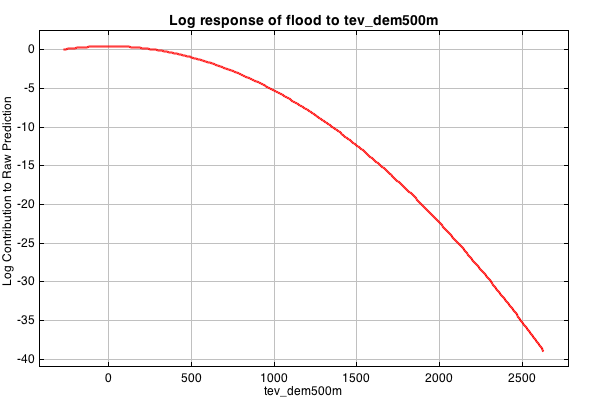 Log response of flood to tev_dem500m
Log Contribution to Raw Prediction
0
-5
-10
-15
-20
-25
-30
-35
-40
0 500 1000 1500 2000 2500
tev_dem500m